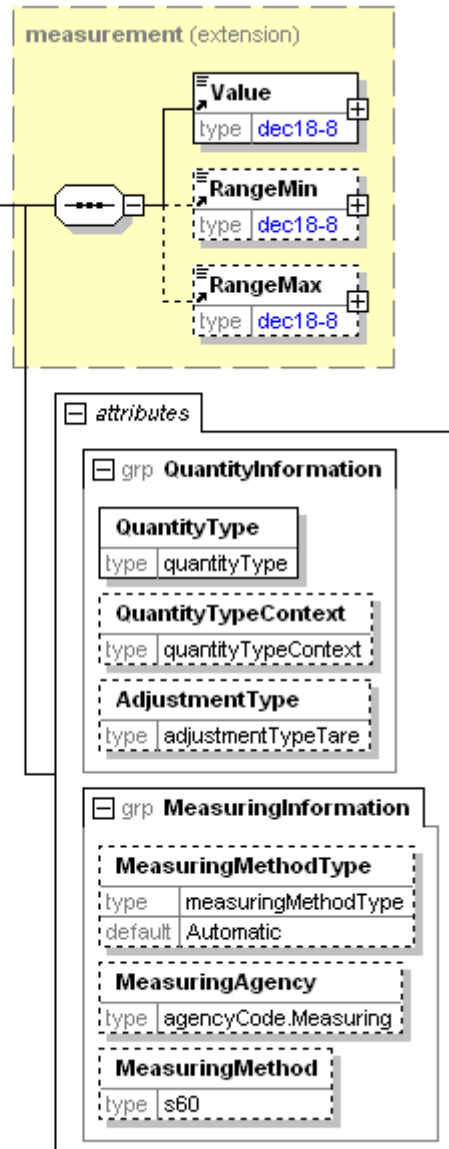 measurement (extension)
Value
type dec18-8
RangeMin
type dec18-8
RangeMax
type dec18-8
attributes
grp QuantityInformation
QuantityType
type quantityType
QuantityTypeContext
type quantityTypeContext
AdjustmentType
type adjustmentTypeTare
grp MeasuringInformation
MeasuringMethodType
type measuringMethodType
default Automatic
MeasuringAgency
type agencyCode.Measuring
MeasuringMethod
type s60